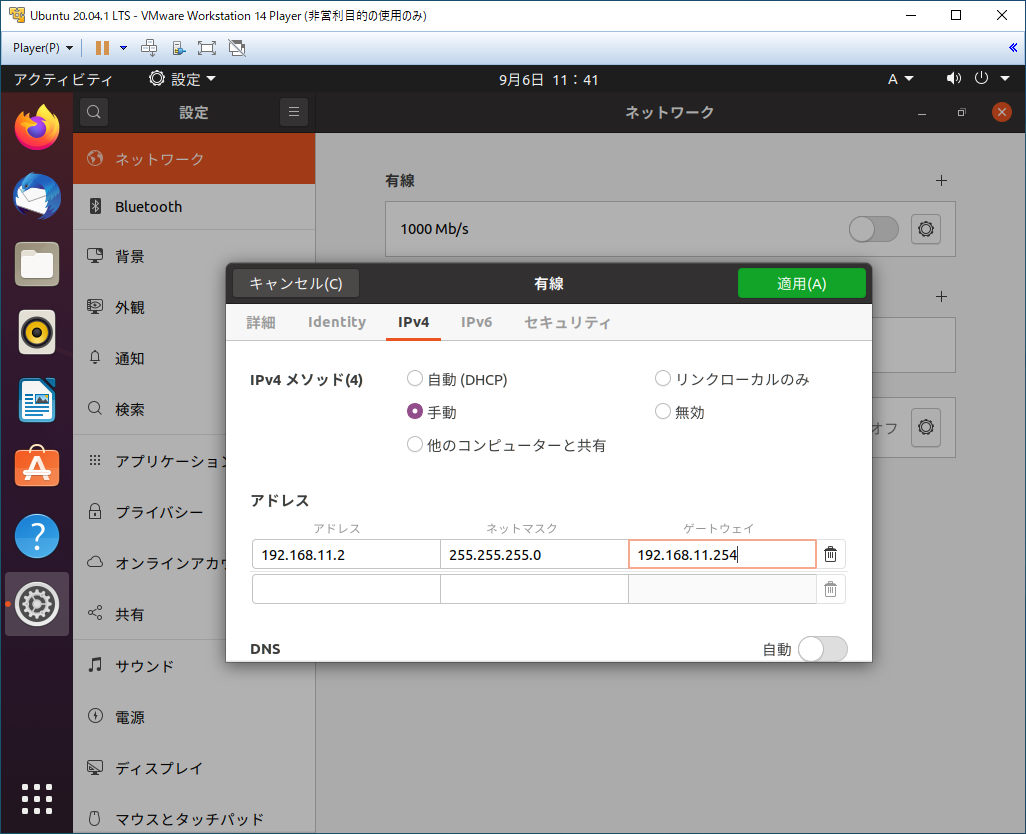 Ubuntu 20.04.1 LTS - VMware Workstation 14 Player (非営利目的の使用のみ)
Player(P)
アクティビティ 設定 9月6日 11:41 A
設定 ネットワーク
ネットワーク
Bluetooth
背景
外観
通知
検索
アプリケーション
プライバシー
オンラインアカウ
共有
サウンド
電源
ディスプレイ
マウスとタッチパッド
有線
1000 Mb/s
オフ
キャンセル(C) 有線 適用(A)
詳細 Identity IPv4 IPv6 セキュリティ
IPv4 メソッド(4) 自動 (DHCP) リンクローカルのみ
手動 無効
他のコンピューターと共有
アドレス
アドレス ネットマスク ゲートウェイ
192.168.11.2 255.255.255.0 192.168.11.254
DNS 自動